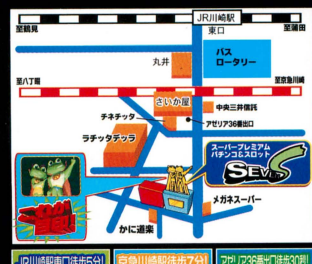 JR川崎駅
至鶴見
至蒲田
東口
バス
ロータリー
丸井
至八丁畷
至京急川崎
さいか屋
中央三井信託
チネチッタ
アゼリア36番出口
ラチッタデッラ
スーパープレミアム
パチンコ&スロット
SEVES
メガネスーパー
かに道楽
JR川崎駅東口徒歩5分!
京急川崎駅徒歩7分!
アゼリア36番出口徒歩30秒!